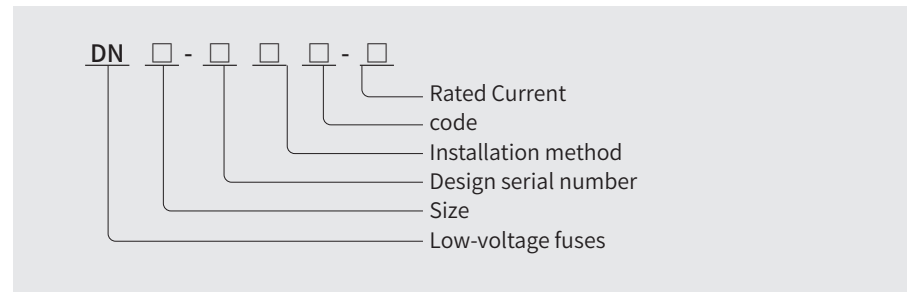 DN □ - □ □ □ - □
Rated Current
code
Installation method
Design serial number
Size
Low-voltage fuses